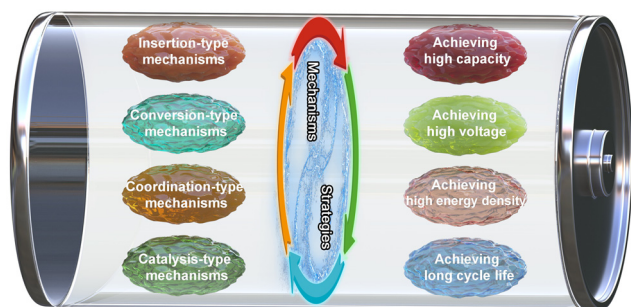 Insertion-type
mechanisms
Conversion-type
mechanisms
Coordination-type
mechanisms
Catalysis-type
mechanisms
Mechanisms
Strategies
Achieving
high capacity
Achieving
high voltage
Achieving
high energy density
Achieving
long cycle life